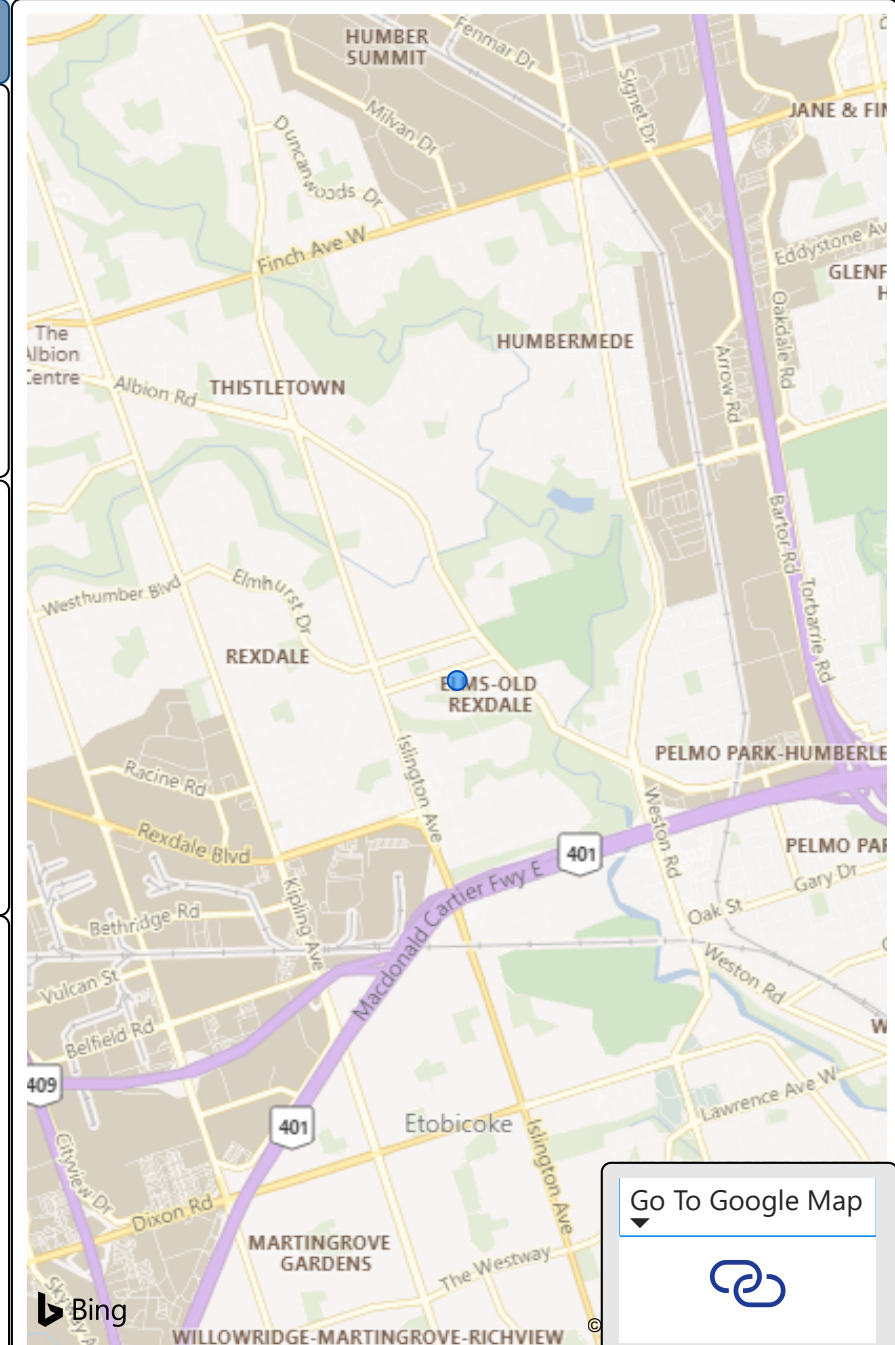 HUMBER
SUMMIT
Fenmar Dr
Signet Dr
JANE & FIN
Milvan Dr
Duncanwoods Dr
Finch Ave W
Eddystone Av
GLENF
H
The
Albion
Centre
HUMBERMEDE
Oakdale Rd
Arrow Rd
Albion Rd
THISTLETOWN
Bartor Rd
Torbarrie Rd
Westhumber Blvd
Elmhurst Dr
REXDALE
ELMS-OLD
REXDALE
Islington Ave
PELMO PARK-HUMBERLE
Racine Rd
Rexdale Blvd
Weston Rd
401
PELMO PAR
Gary Dr
Macdonald Cartier Fwy E
Kipling Ave
Bethridge Rd
Oak St
Weston Rd
Vulcan St
Belfield Rd
W
409
Lawrence Ave W
401
Etobicoke
Islington Ave
Cityview Dr
Dixon Rd
Go To Google Map
MARTINGROVE
GARDENS
The Westway
Bing
©
WILLOWRIDGE-MARTINGROVE-RICHVIEW